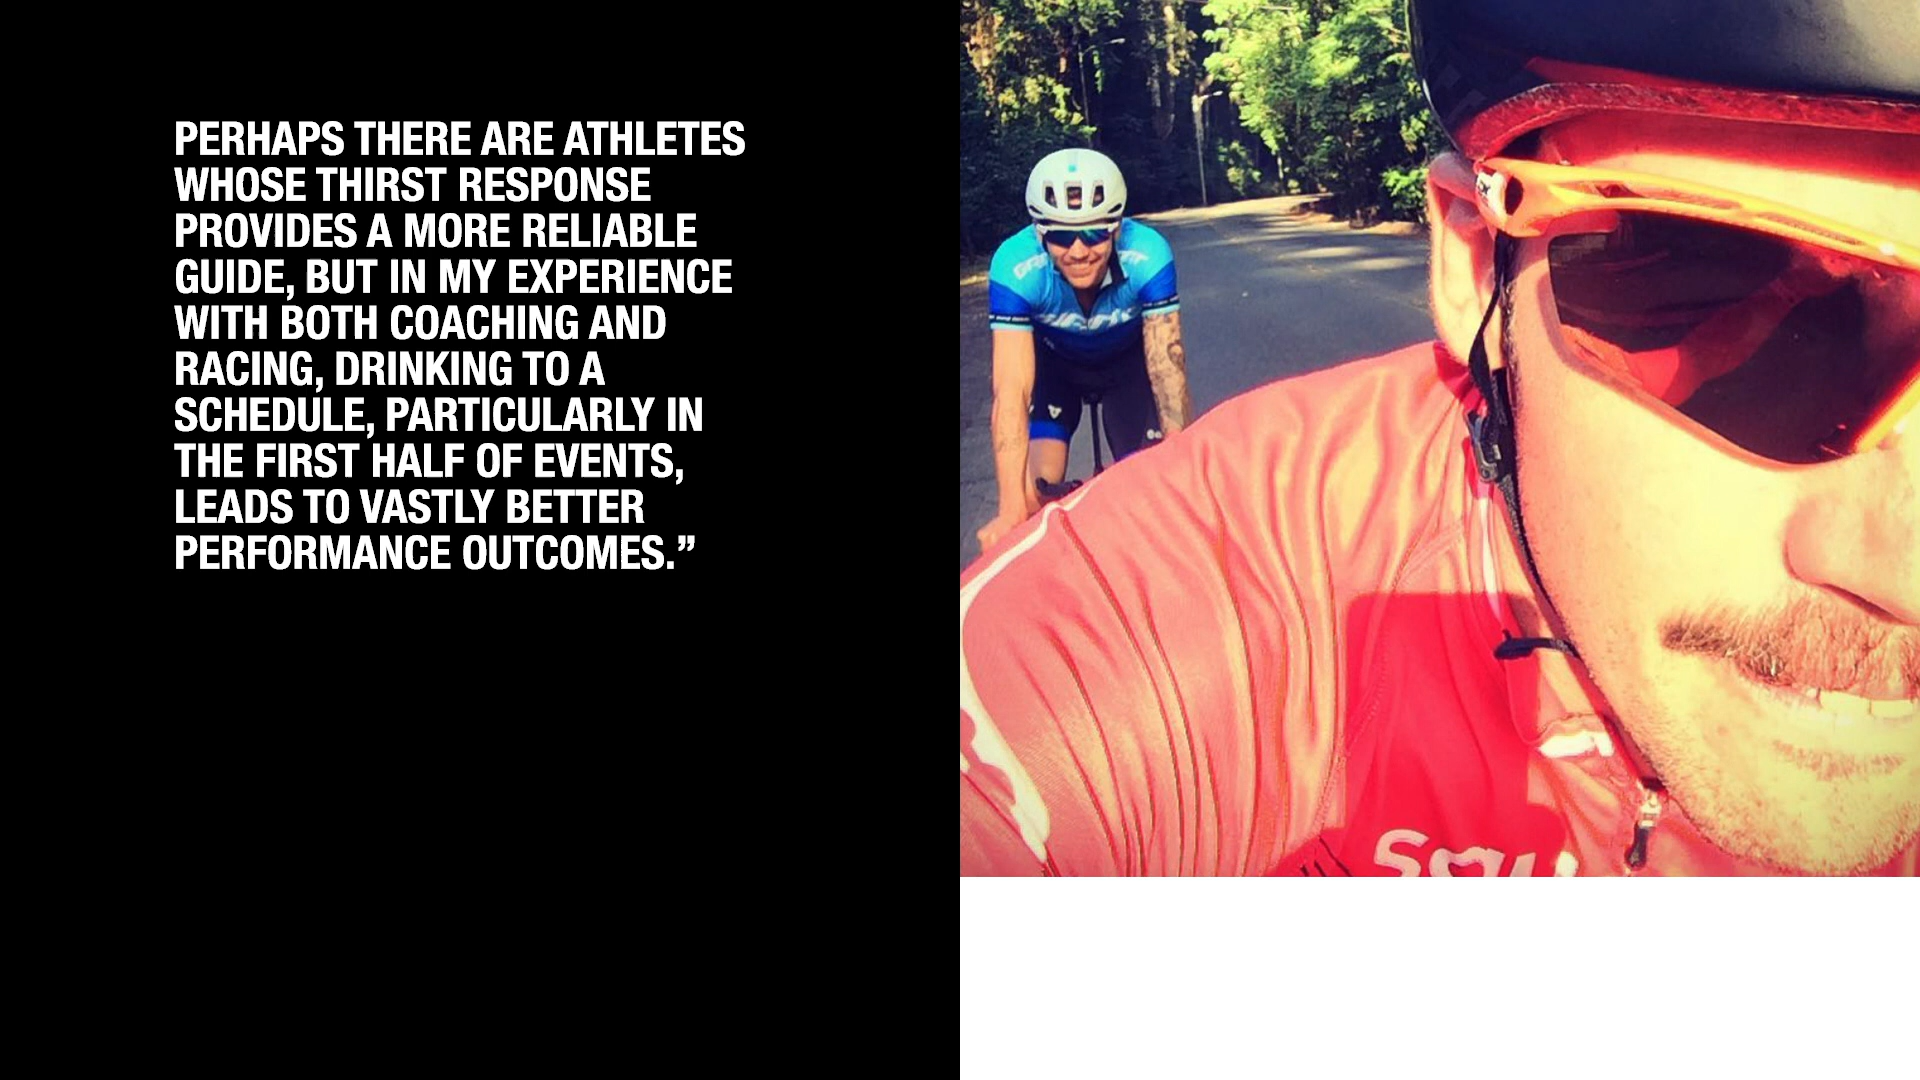 PERHAPS THERE ARE ATHLETES
WHOSE THIRST RESPONSE
PROVIDES A MORE RELIABLE
GUIDE, BUT IN MY EXPERIENCE
WITH BOTH COACHING AND
RACING, DRINKING TO A
SCHEDULE, PARTICULARLY IN
THE FIRST HALF OF EVENTS,
LEADS TO VASTLY BETTER
PERFORMANCE OUTCOMES.”